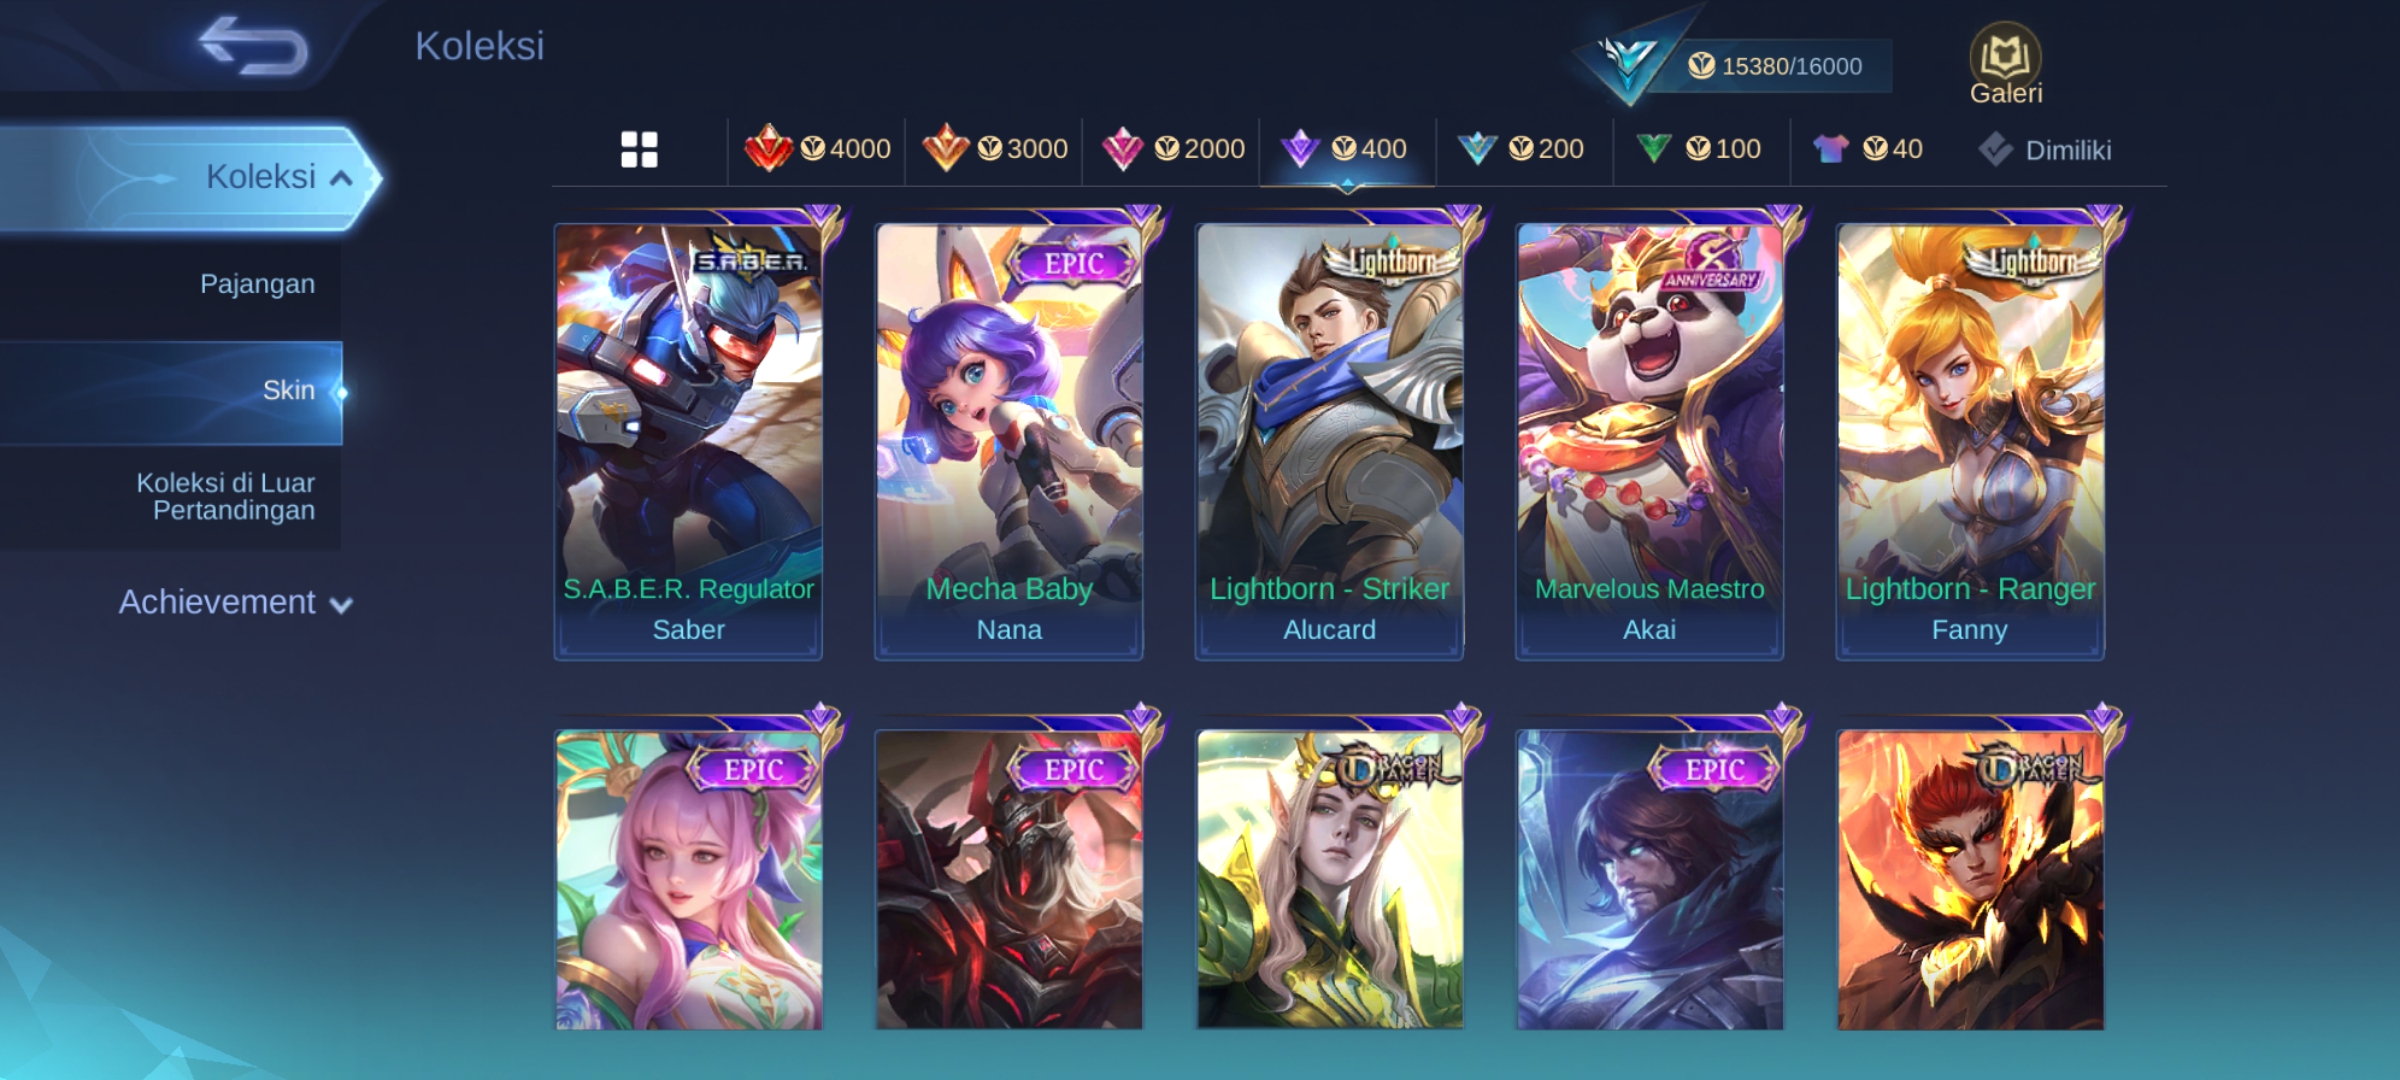 Koleksi
15380/16000
Galeri
4000
3000
2000
400
200
100
40
Dimiliki
Koleksi
Pajangan
Skin
Koleksi di Luar
Pertandingan
Achievement
S.A.B.E.R.
EPIC
Lightborn
ANNIVERSARY
Lightborn
S.A.B.E.R. Regulator
Mecha Baby
Lightborn - Striker
Marvelous Maestro
Lightborn - Ranger
Saber
Nana
Alucard
Akai
Fanny
EPIC
EPIC
DRAGON
TAMER
EPIC
DRAGON
TAMER